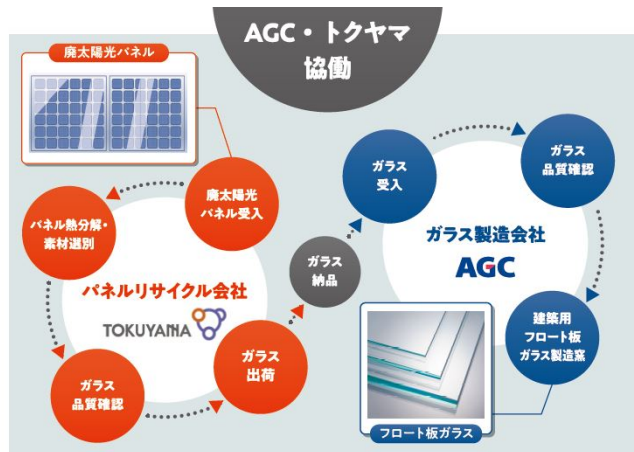 AGC・トクヤマ
協働
廃太陽光パネル
廃太陽光
パネル受入
パネル熱分解・
素材選別
パネルリサイクル会社
TOKUYAMA
ガラス
品質確認
ガラス
出荷
ガラス
納品
ガラス
受入
ガラス
品質確認
ガラス製造会社
AGC
建築用
フロート板
ガラス製造窯
フロート板ガラス